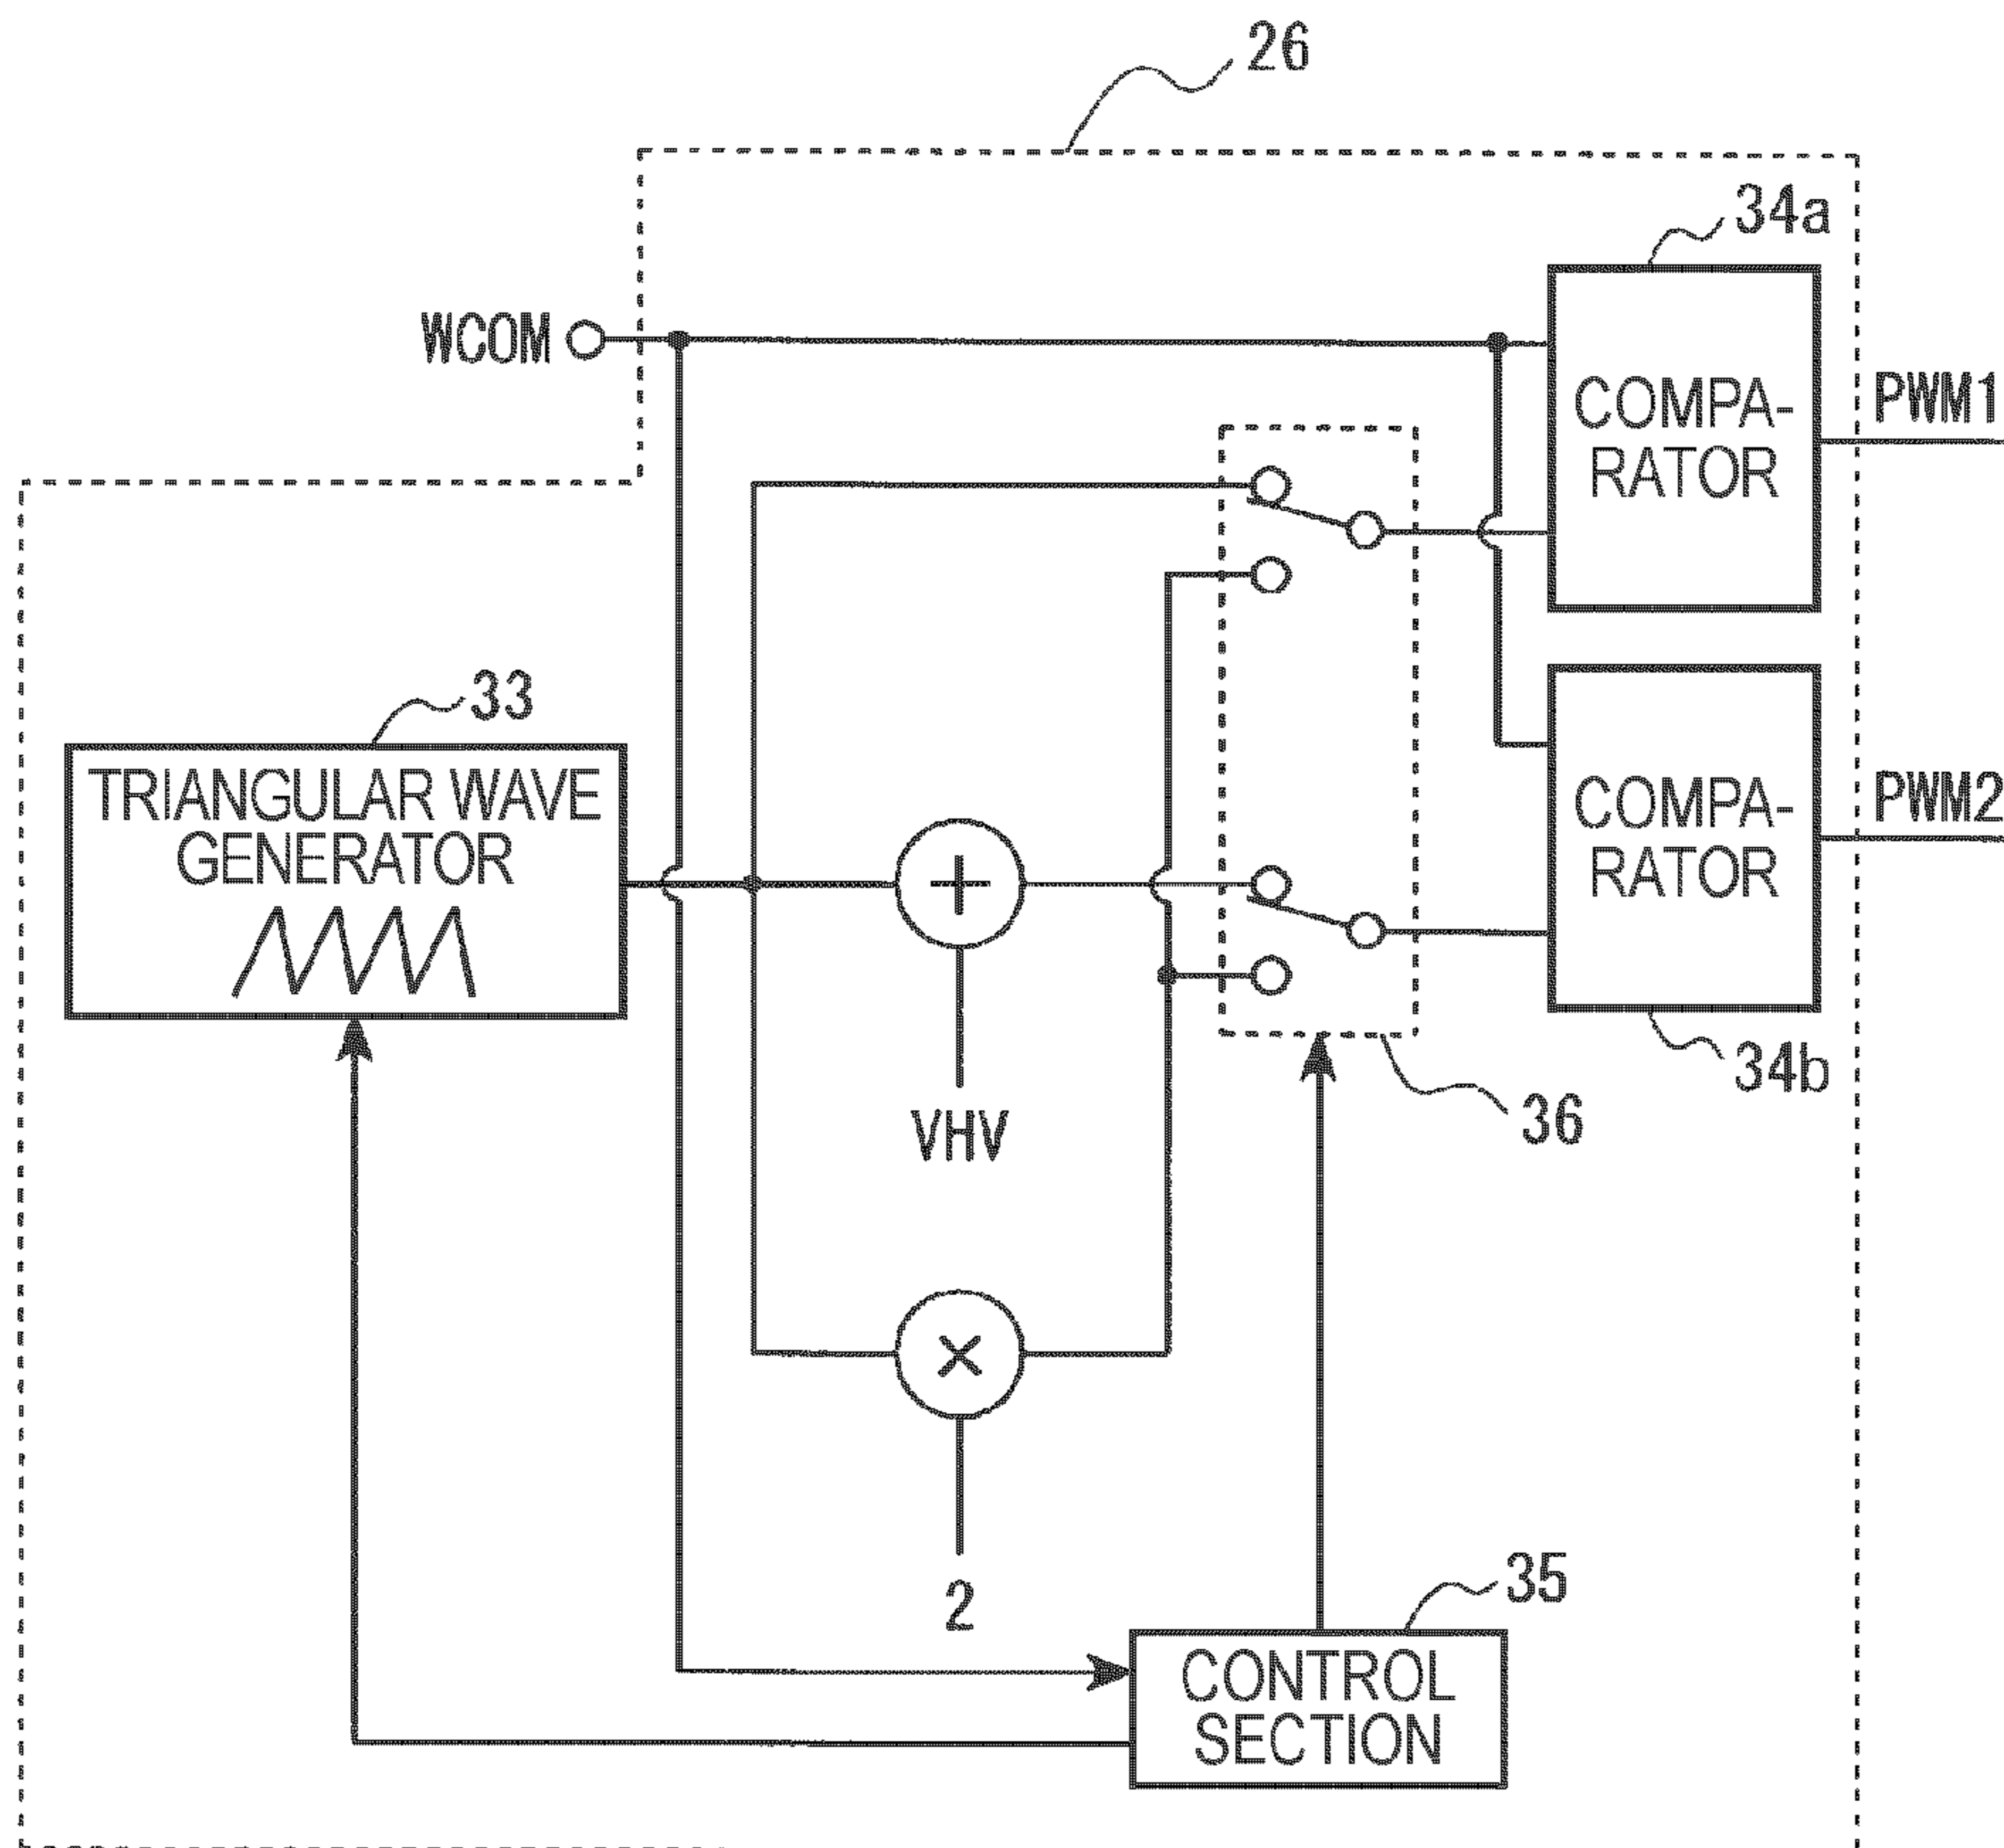 26
34a
WCOM
COMPA-
RATOR
PWM1
33
TRIANGULAR WAVE
GENERATOR
COMPA-
RATOR
PWM2
34b
VHV
36
2
35
CONTROL
SECTION